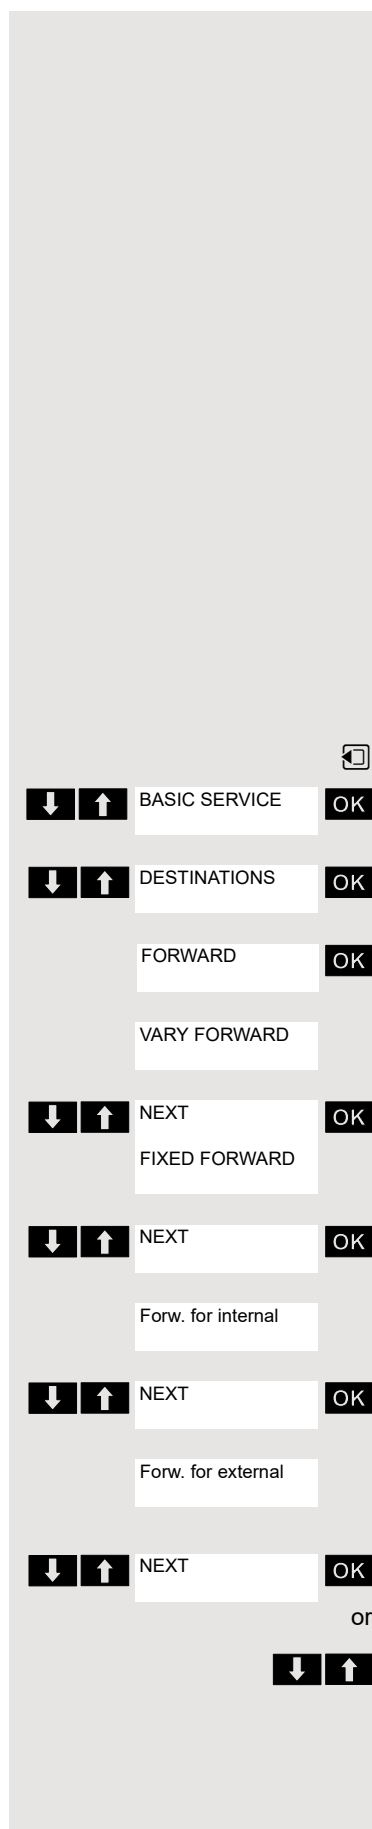 BASIC SERVICE OK
DESTINATIONS OK
FORWARD OK
VARY FORWARD
NEXT OK
FIXED FORWARD
NEXT OK
Forw. for internal
NEXT OK
Forw. for external
NEXT OK
or